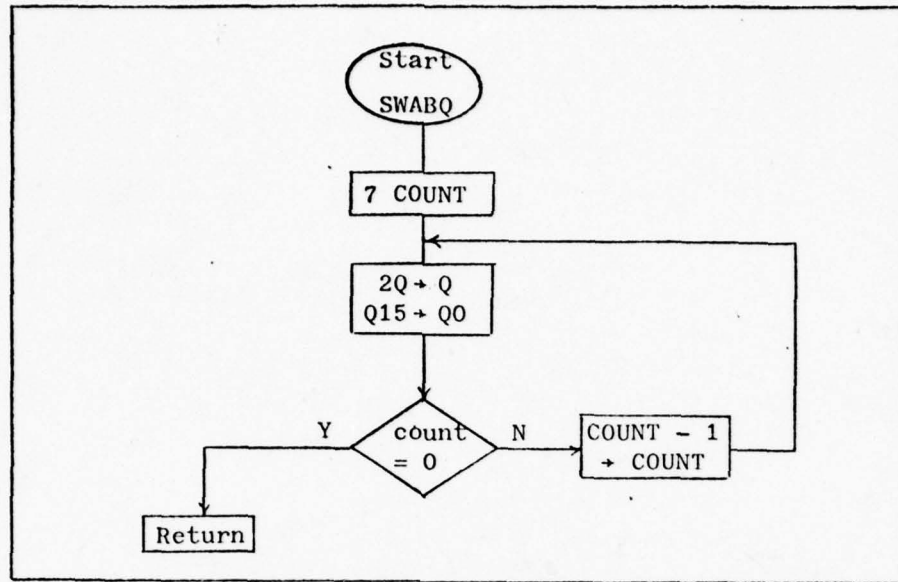 Start
SWABQ
7 COUNT
2Q → Q
Q15 → Q0
count
= 0
Y
N
COUNT - 1
→ COUNT
Return